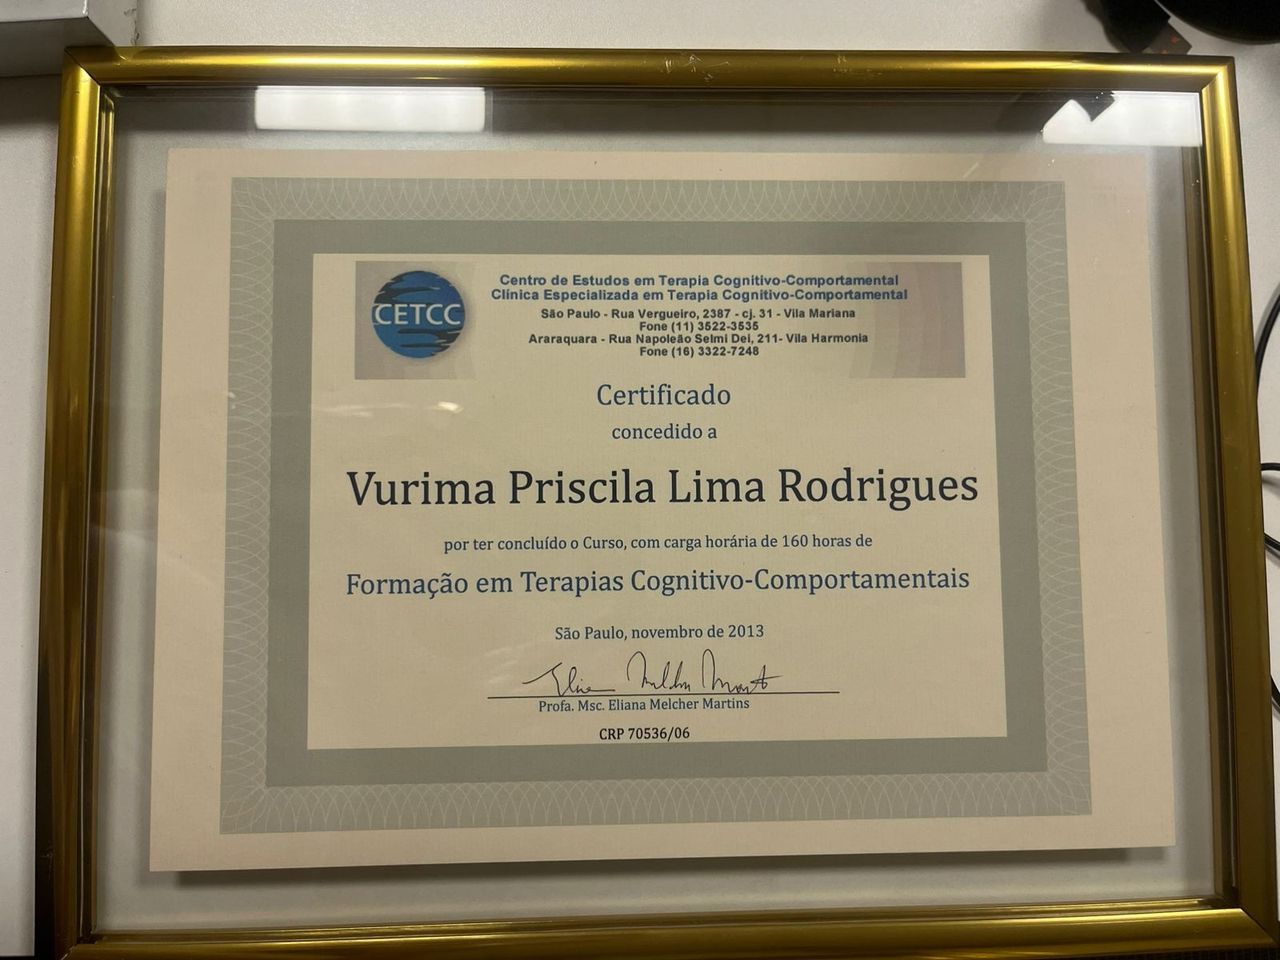 CETCC
Centro de Estudos em Terapia Cognitivo-Comportamental
Clínica Especializada em Terapia Cognitivo-Comportamental
São Paulo - Rua Vergueiro, 2387 - cj. 31 - Vila Mariana
Fone (11) 3522-3535
Araraquara - Rua Napoleão Selmi Dei, 211- Vila Harmonia
Fone (16) 3322-7248
Certificado
concedido a
Vurima Priscila Lima Rodrigues
por ter concluído o Curso, com carga horária de 160 horas de
Formação em Terapias Cognitivo-Comportamentais
São Paulo, novembro de 2013
Profa. Msc. Eliana Melcher Martins
CRP 70536/06